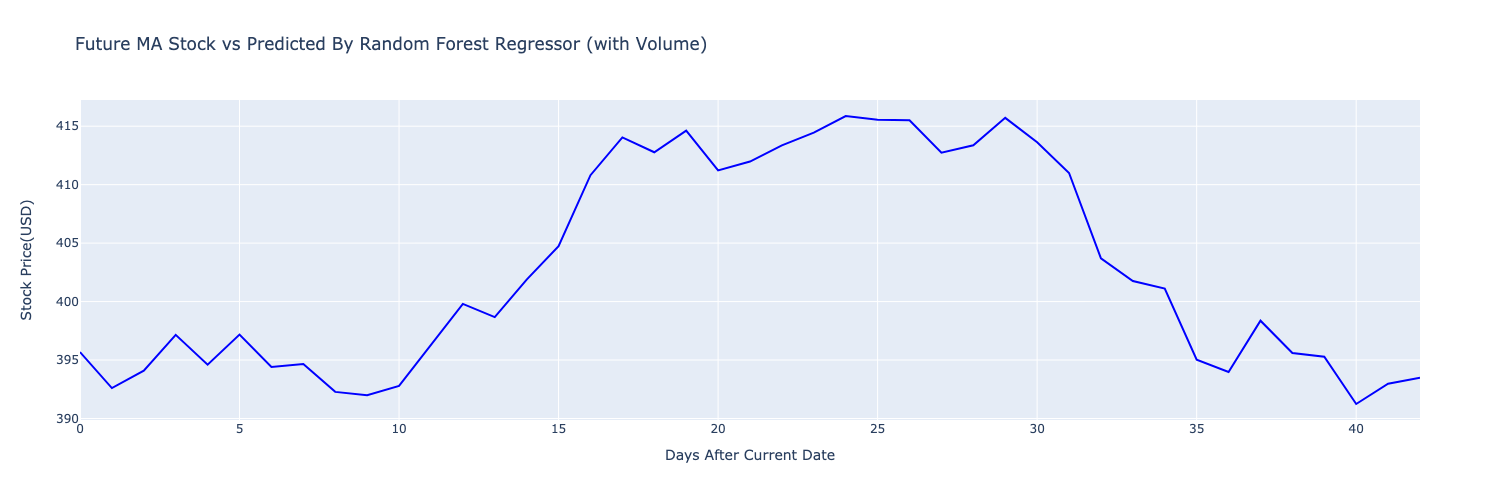 Future MA Stock vs Predicted By Random Forest Regressor (with Volume)
Stock Price(USD)
415
410
405
400
395
390
0 5 10 15 20 25 30 35 40
Days After Current Date